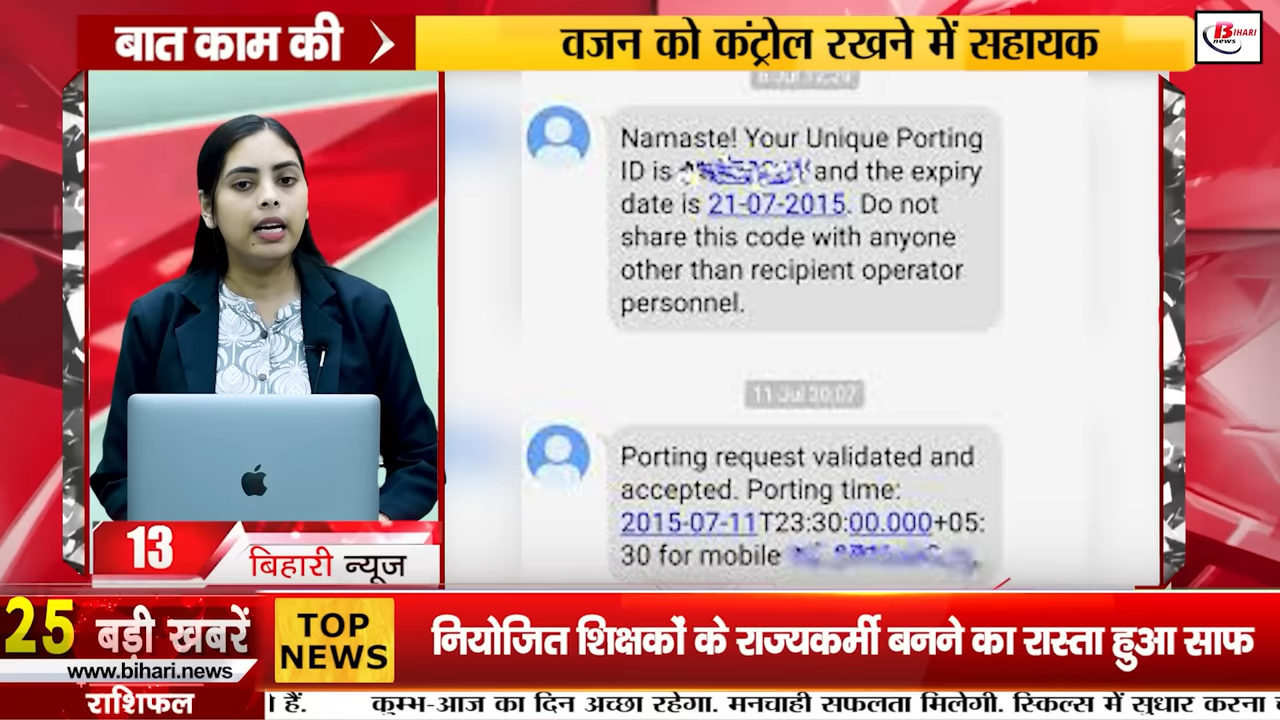 बात काम की
वजन को कंट्रोल रखने में सहायक
BIHARI
news
Namaste! Your Unique Porting
ID is
and the expiry
date is 21-07-2015. Do not
share this code with anyone
other than recipient operator
personnel.
11 Jul 20:07
Porting request validated and
accepted. Porting time:
2015-07-11T23:30:00.000+05:
30 for mobile
13
बिहारी न्यूज
25 बड़ी खबरें
www.bihari.news
TOP
NEWS
नियोजित शिक्षकों के राज्यकर्मी बनने का रास्ता हुआ साफ
राशिफल
हैं. कुम्भ-आज का दिन अच्छा रहेगा. मनचाही सफलता मिलेगी. स्किल्स में सुधार करना